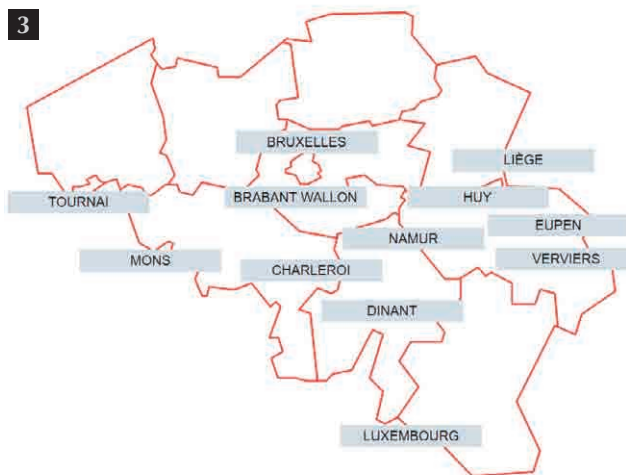 3
BRUXELLES
LIÈGE
TOURNAI
BRABANT WALLON
HUY
EUPEN
NAMUR
MONS
CHARLEROI
VERVIERS
DINANT
LUXEMBOURG